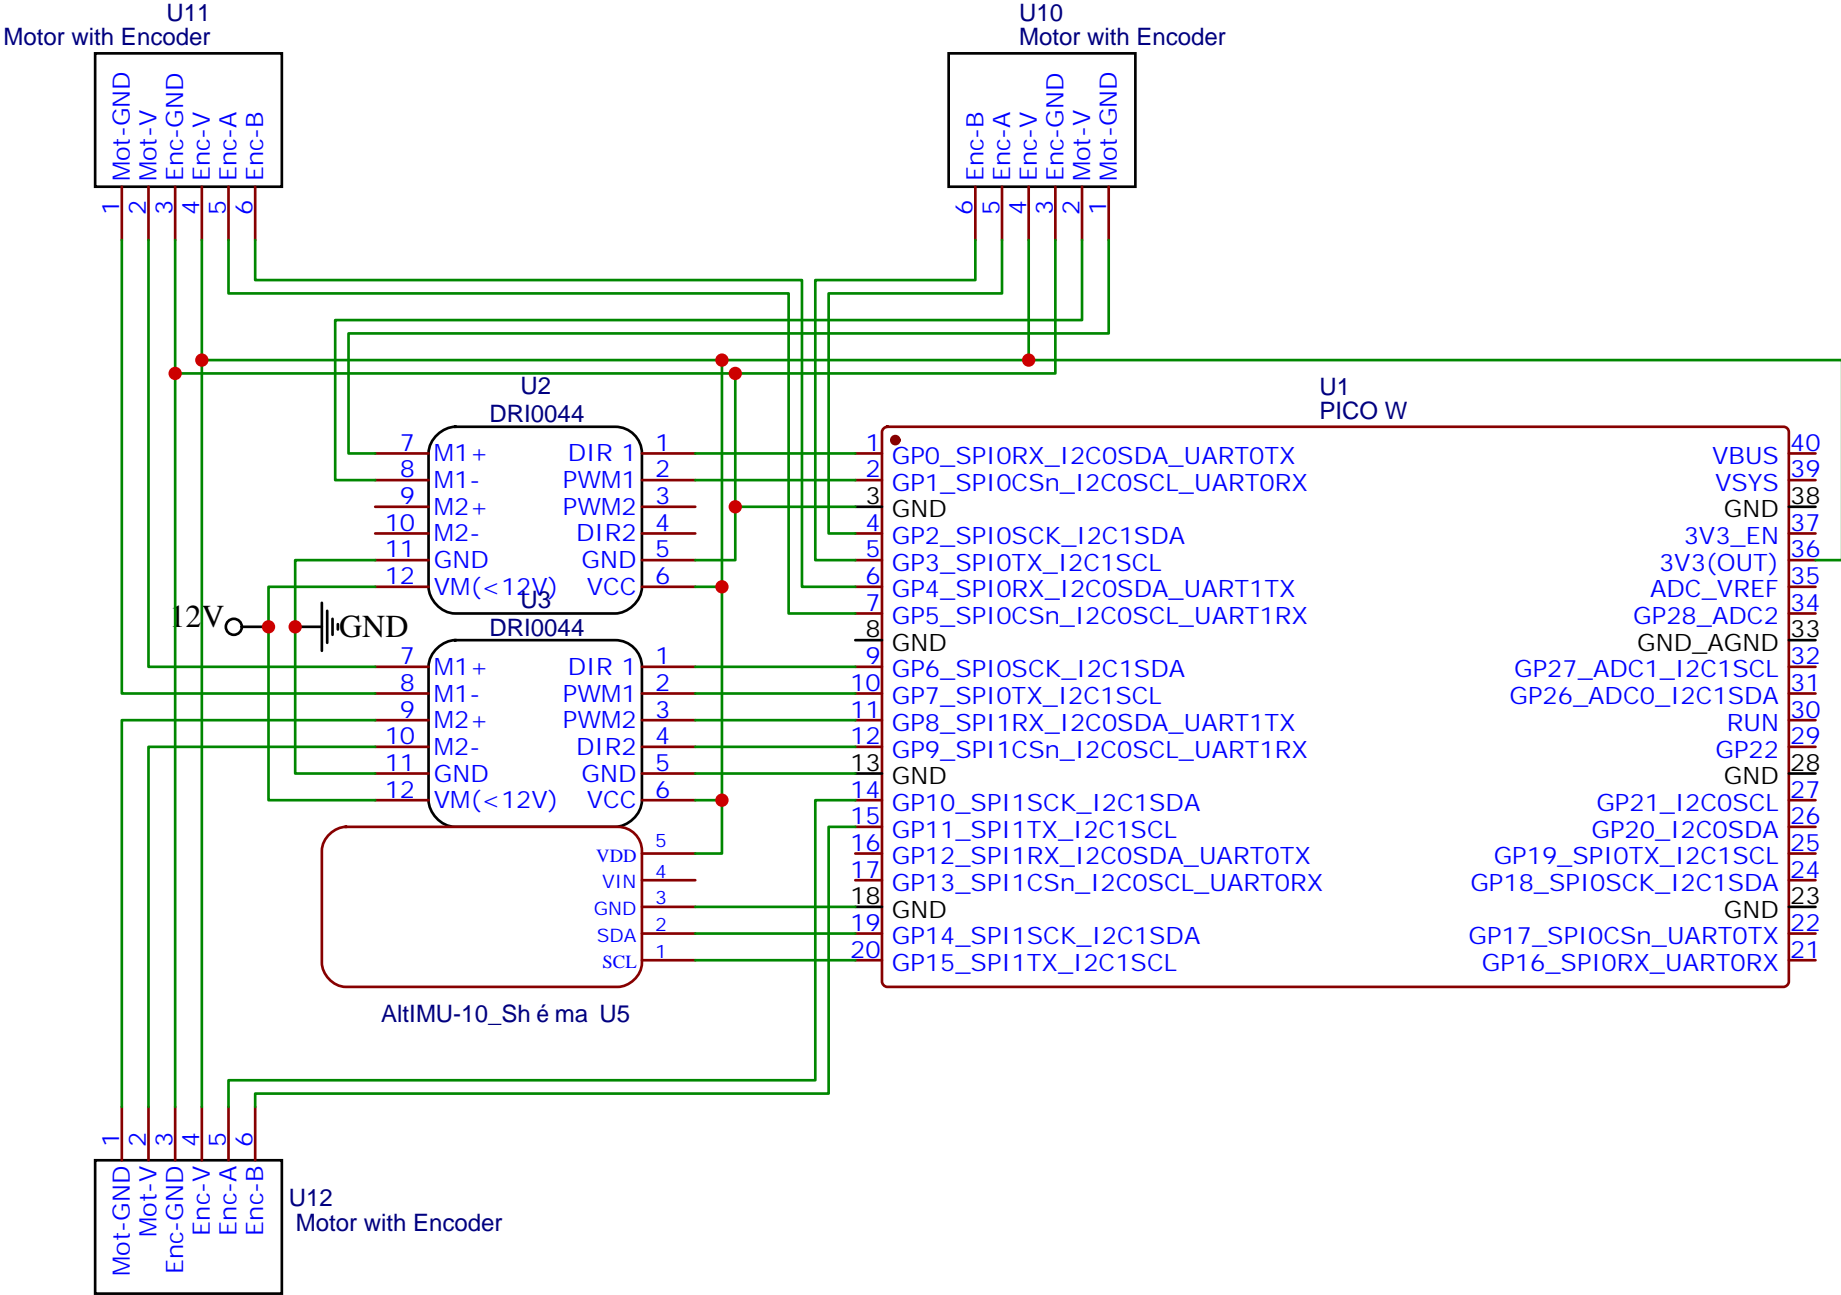 U11
Motor with Encoder
Mot-GND
Mot-V
Enc-GND
Enc-V
Enc-A
Enc-B
1
2
3
4
5
6
U10
Motor with Encoder
Enc-B
Enc-A
Enc-V
Enc-GND
Mot-V
Mot-GND
6
5
4
3
2
1
U2
DRI0044
7 M1+ DIR 1 1
8 M1- PWM1 2
9 M2+ PWM2 3
10 M2- DIR2 4
11 GND GND 5
12 VM(<12V) VCC 6
12V
GND
U3
DRI0044
7 M1+ DIR 1 1
8 M1- PWM1 2
9 M2+ PWM2 3
10 M2- DIR2 4
11 GND GND 5
12 VM(<12V) VCC 6
VDD 5
VIN 4
GND 3
SDA 2
SCL 1
AltIMU-10_Sh é ma U5
U1
PICO W
1 GP0_SPI0RX_I2C0SDA_UART0TX
2 GP1_SPI0CSn_I2C0SCL_UART0RX
3 GND
4 GP2_SPI0SCK_I2C1SDA
5 GP3_SPI0TX_I2C1SCL
6 GP4_SPI0RX_I2C0SDA_UART1TX
7 GP5_SPI0CSn_I2C0SCL_UART1RX
8 GND
9 GP6_SPI0SCK_I2C1SDA
10 GP7_SPI0TX_I2C1SCL
11 GP8_SPI1RX_I2C0SDA_UART1TX
12 GP9_SPI1CSn_I2C0SCL_UART1RX
13 GND
14 GP10_SPI1SCK_I2C1SDA
15 GP11_SPI1TX_I2C1SCL
16 GP12_SPI1RX_I2C0SDA_UART0TX
17 GP13_SPI1CSn_I2C0SCL_UART0RX
18 GND
19 GP14_SPI1SCK_I2C1SDA
20 GP15_SPI1TX_I2C1SCL
VBUS 40
VSYS 39
GND 38
3V3_EN 37
3V3(OUT) 36
ADC_VREF 35
GP28_ADC2 34
GND_AGND 33
GP27_ADC1_I2C1SCL 32
GP26_ADC0_I2C1SDA 31
RUN 30
GP22 29
GND 28
GP21_I2C0SCL 27
GP20_I2C0SDA 26
GP19_SPI0TX_I2C1SCL 25
GP18_SPI0SCK_I2C1SDA 24
GND 23
GP17_SPI0CSn_UART0TX 22
GP16_SPI0RX_UART0RX 21
1
2
3
4
5
6
Mot-GND
Mot-V
Enc-GND
Enc-V
Enc-A
Enc-B
U12
Motor with Encoder